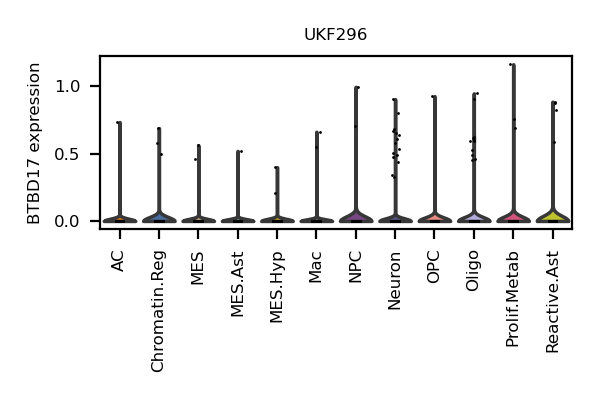 UKF296
BTBD17 expression
1.0
0.5
0.0
AC
Chromatin.Reg
MES
MES.Ast
MES.Hyp
Mac
NPC
Neuron
OPC
Oligo
Prolif.Metab
Reactive.Ast